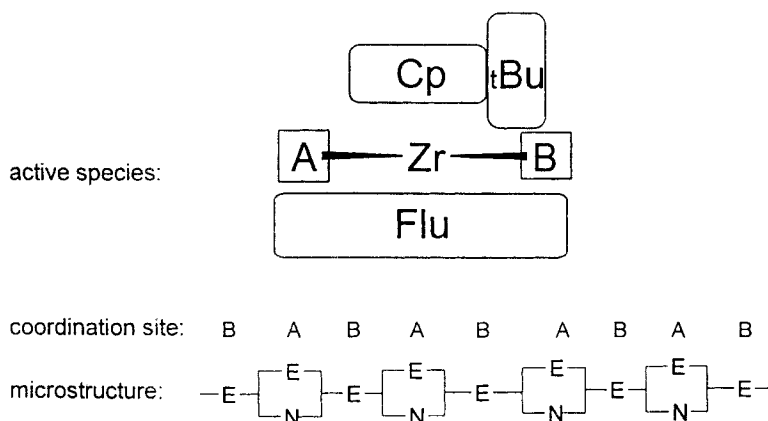 Cp tBu
A Zr B
active species:
Flu
coordination site: B A B A B A B A B
E E E E
microstructure: E E E E E
N N N N